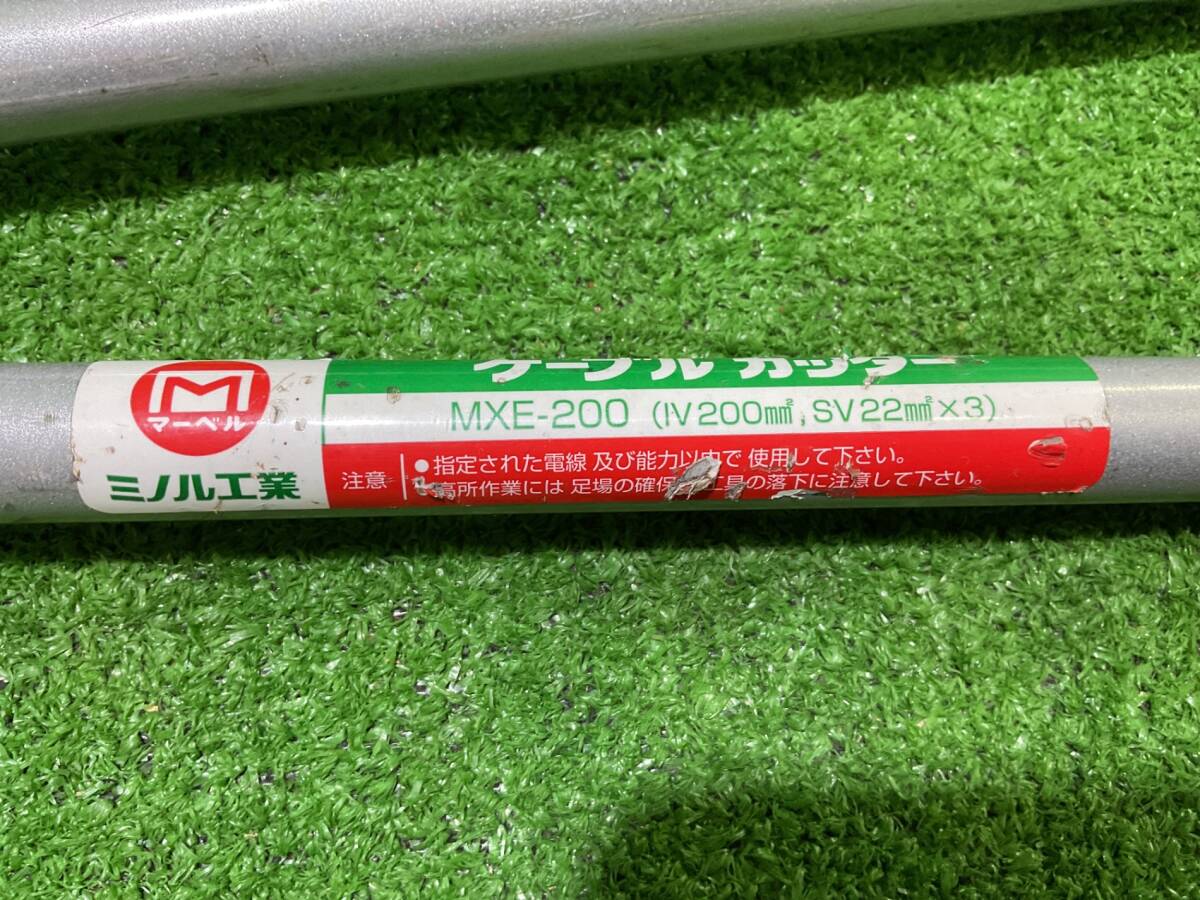 M
マーベル
ミノル工業
ケーブルカッター
MXE-200 (IV200㎟, SV22㎟×3)
注意
●指定された電線 及び能力以内で 使用して下さい。
●高所作業には 足場の確保 工具の落下に注意して下さい。